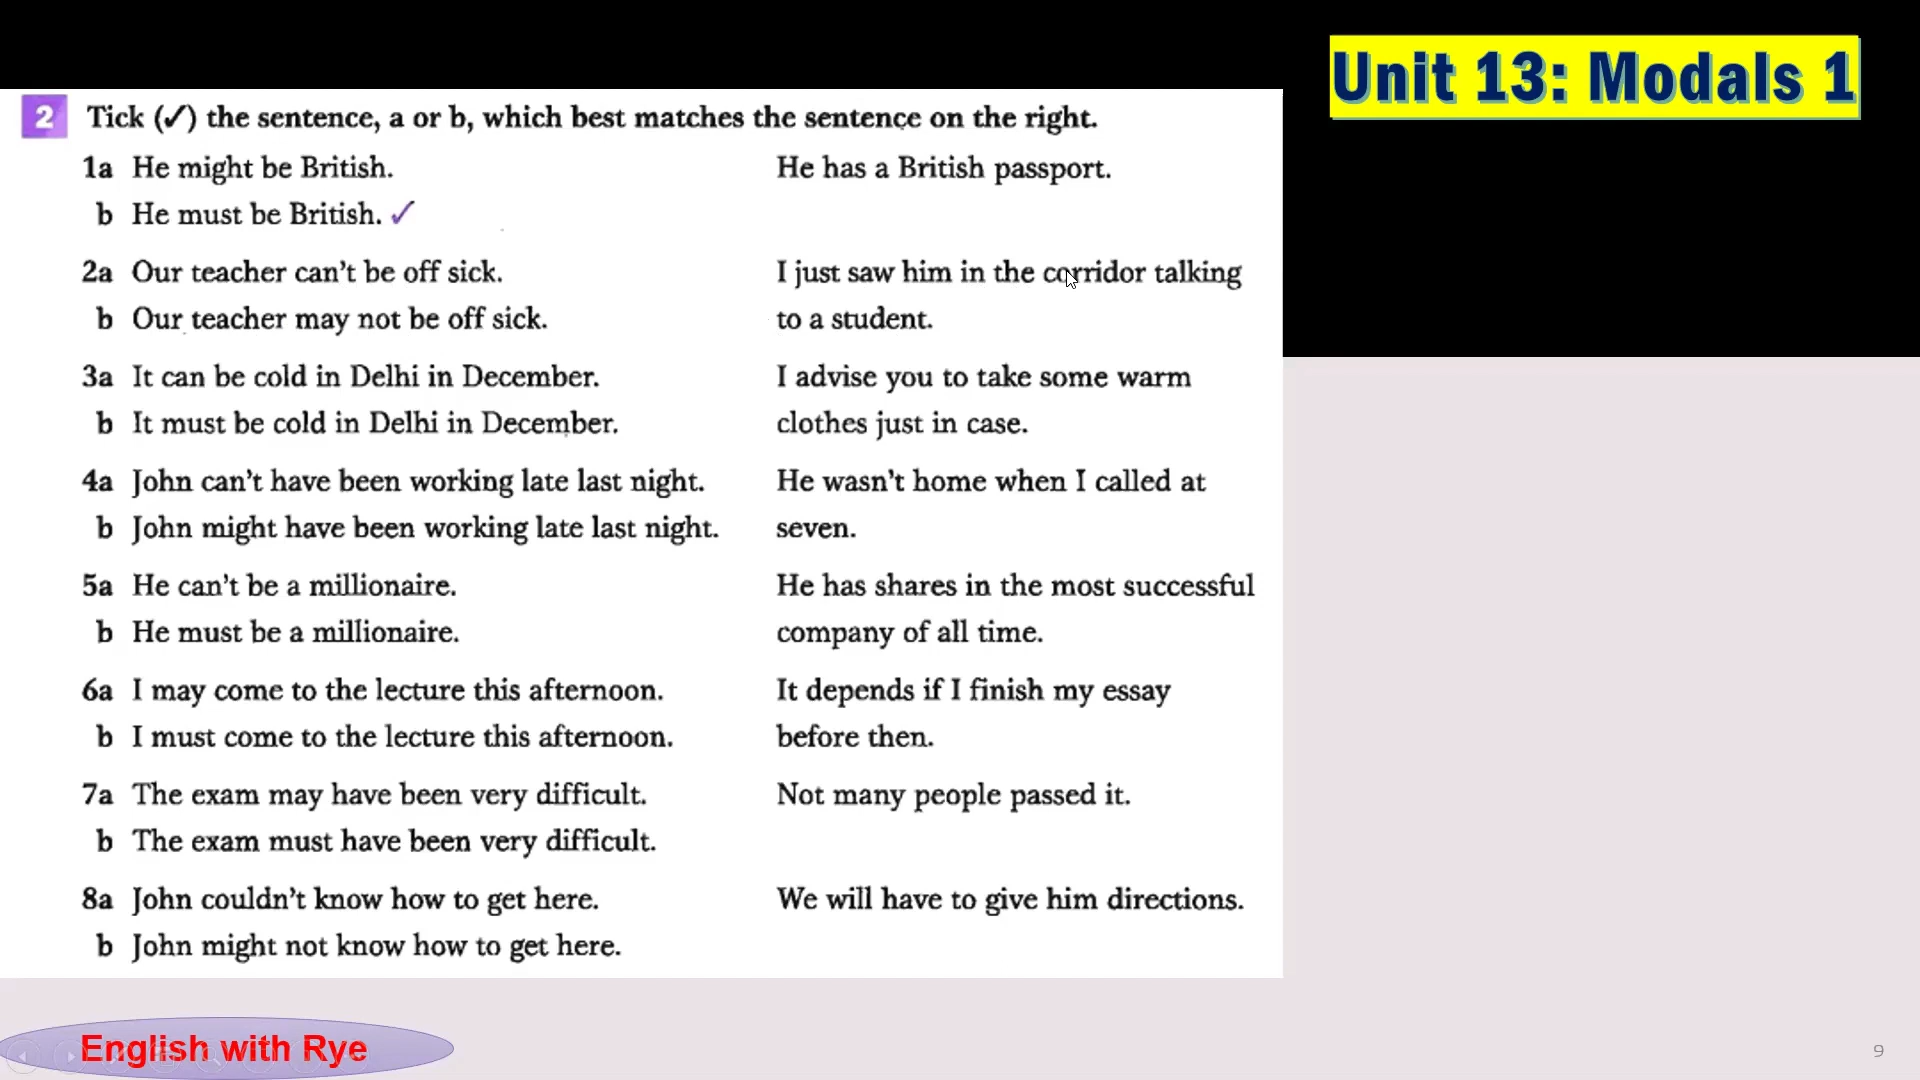 Unit 13: Modals 1
2 Tick (✓) the sentence, a or b, which best matches the sentence on the right.
1a He might be British. He has a British passport.
b He must be British. ✓
2a Our teacher can't be off sick. I just saw him in the corridor talking
b Our teacher may not be off sick. to a student.
3a It can be cold in Delhi in December. I advise you to take some warm
b It must be cold in Delhi in December. clothes just in case.
4a John can't have been working late last night. He wasn't home when I called at
b John might have been working late last night. seven.
5a He can't be a millionaire. He has shares in the most successful
b He must be a millionaire. company of all time.
6a I may come to the lecture this afternoon. It depends if I finish my essay
b I must come to the lecture this afternoon. before then.
7a The exam may have been very difficult. Not many people passed it.
b The exam must have been very difficult.
8a John couldn't know how to get here. We will have to give him directions.
b John might not know how to get here.
English with Rye
9